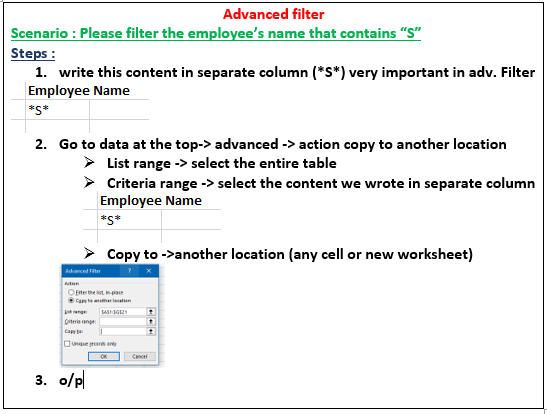 Advanced filter
Scenario : Please filter the employee's name that contains "S"
Steps :
1. write this content in separate column (*S*) very important in adv. Filter
Employee Name
*S*
2. Go to data at the top-> advanced -> action copy to another location
➢ List range -> select the entire table
➢ Criteria range -> select the content we wrote in separate column
Employee Name
*S*
➢ Copy to ->another location (any cell or new worksheet)
Advanced Filter ? ×
Action
Filter the list, in-place
Copy to another location
List range: $A$1:$G$21
Criteria range:
Copy to:
Unique records only
OK Cancel
3. o/p